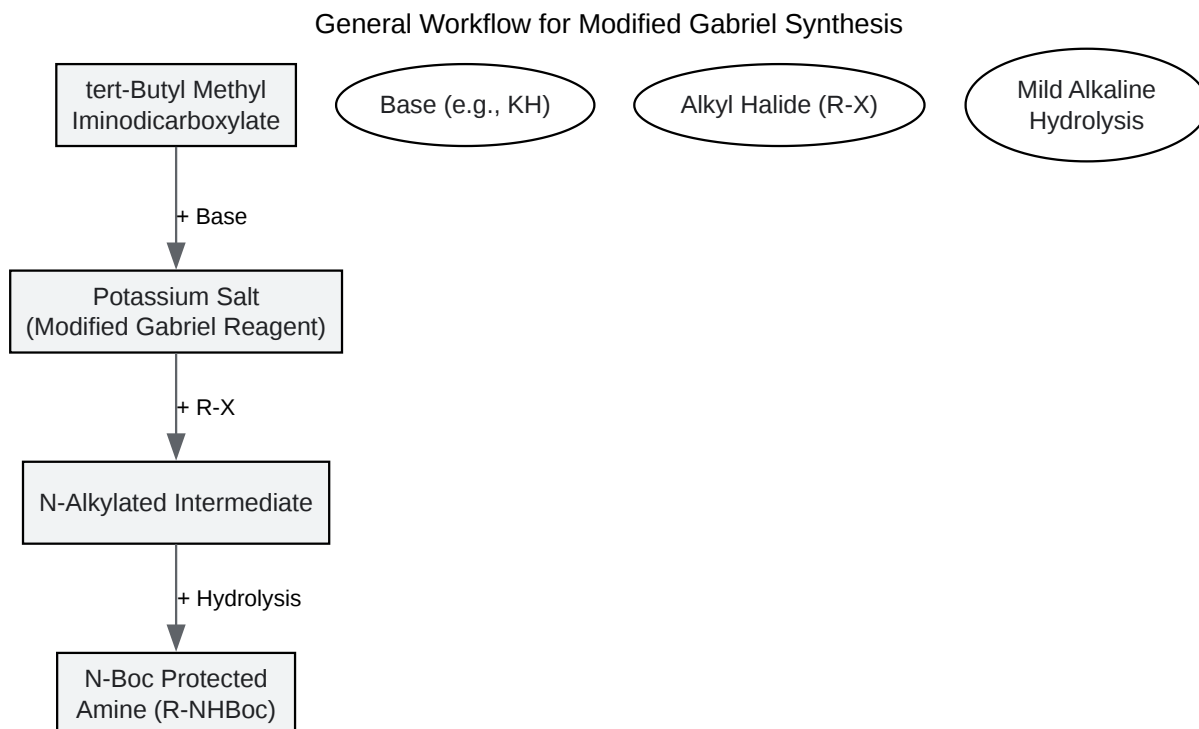 General Workflow for Modified Gabriel Synthesis
tert-Butyl Methyl
Iminodicarboxylate
Base (e.g., KH)
Alkyl Halide (R-X)
Mild Alkaline
Hydrolysis
+ Base
Potassium Salt
(Modified Gabriel Reagent)
+ R-X
N-Alkylated Intermediate
+ Hydrolysis
N-Boc Protected
Amine (R-NHBoc)